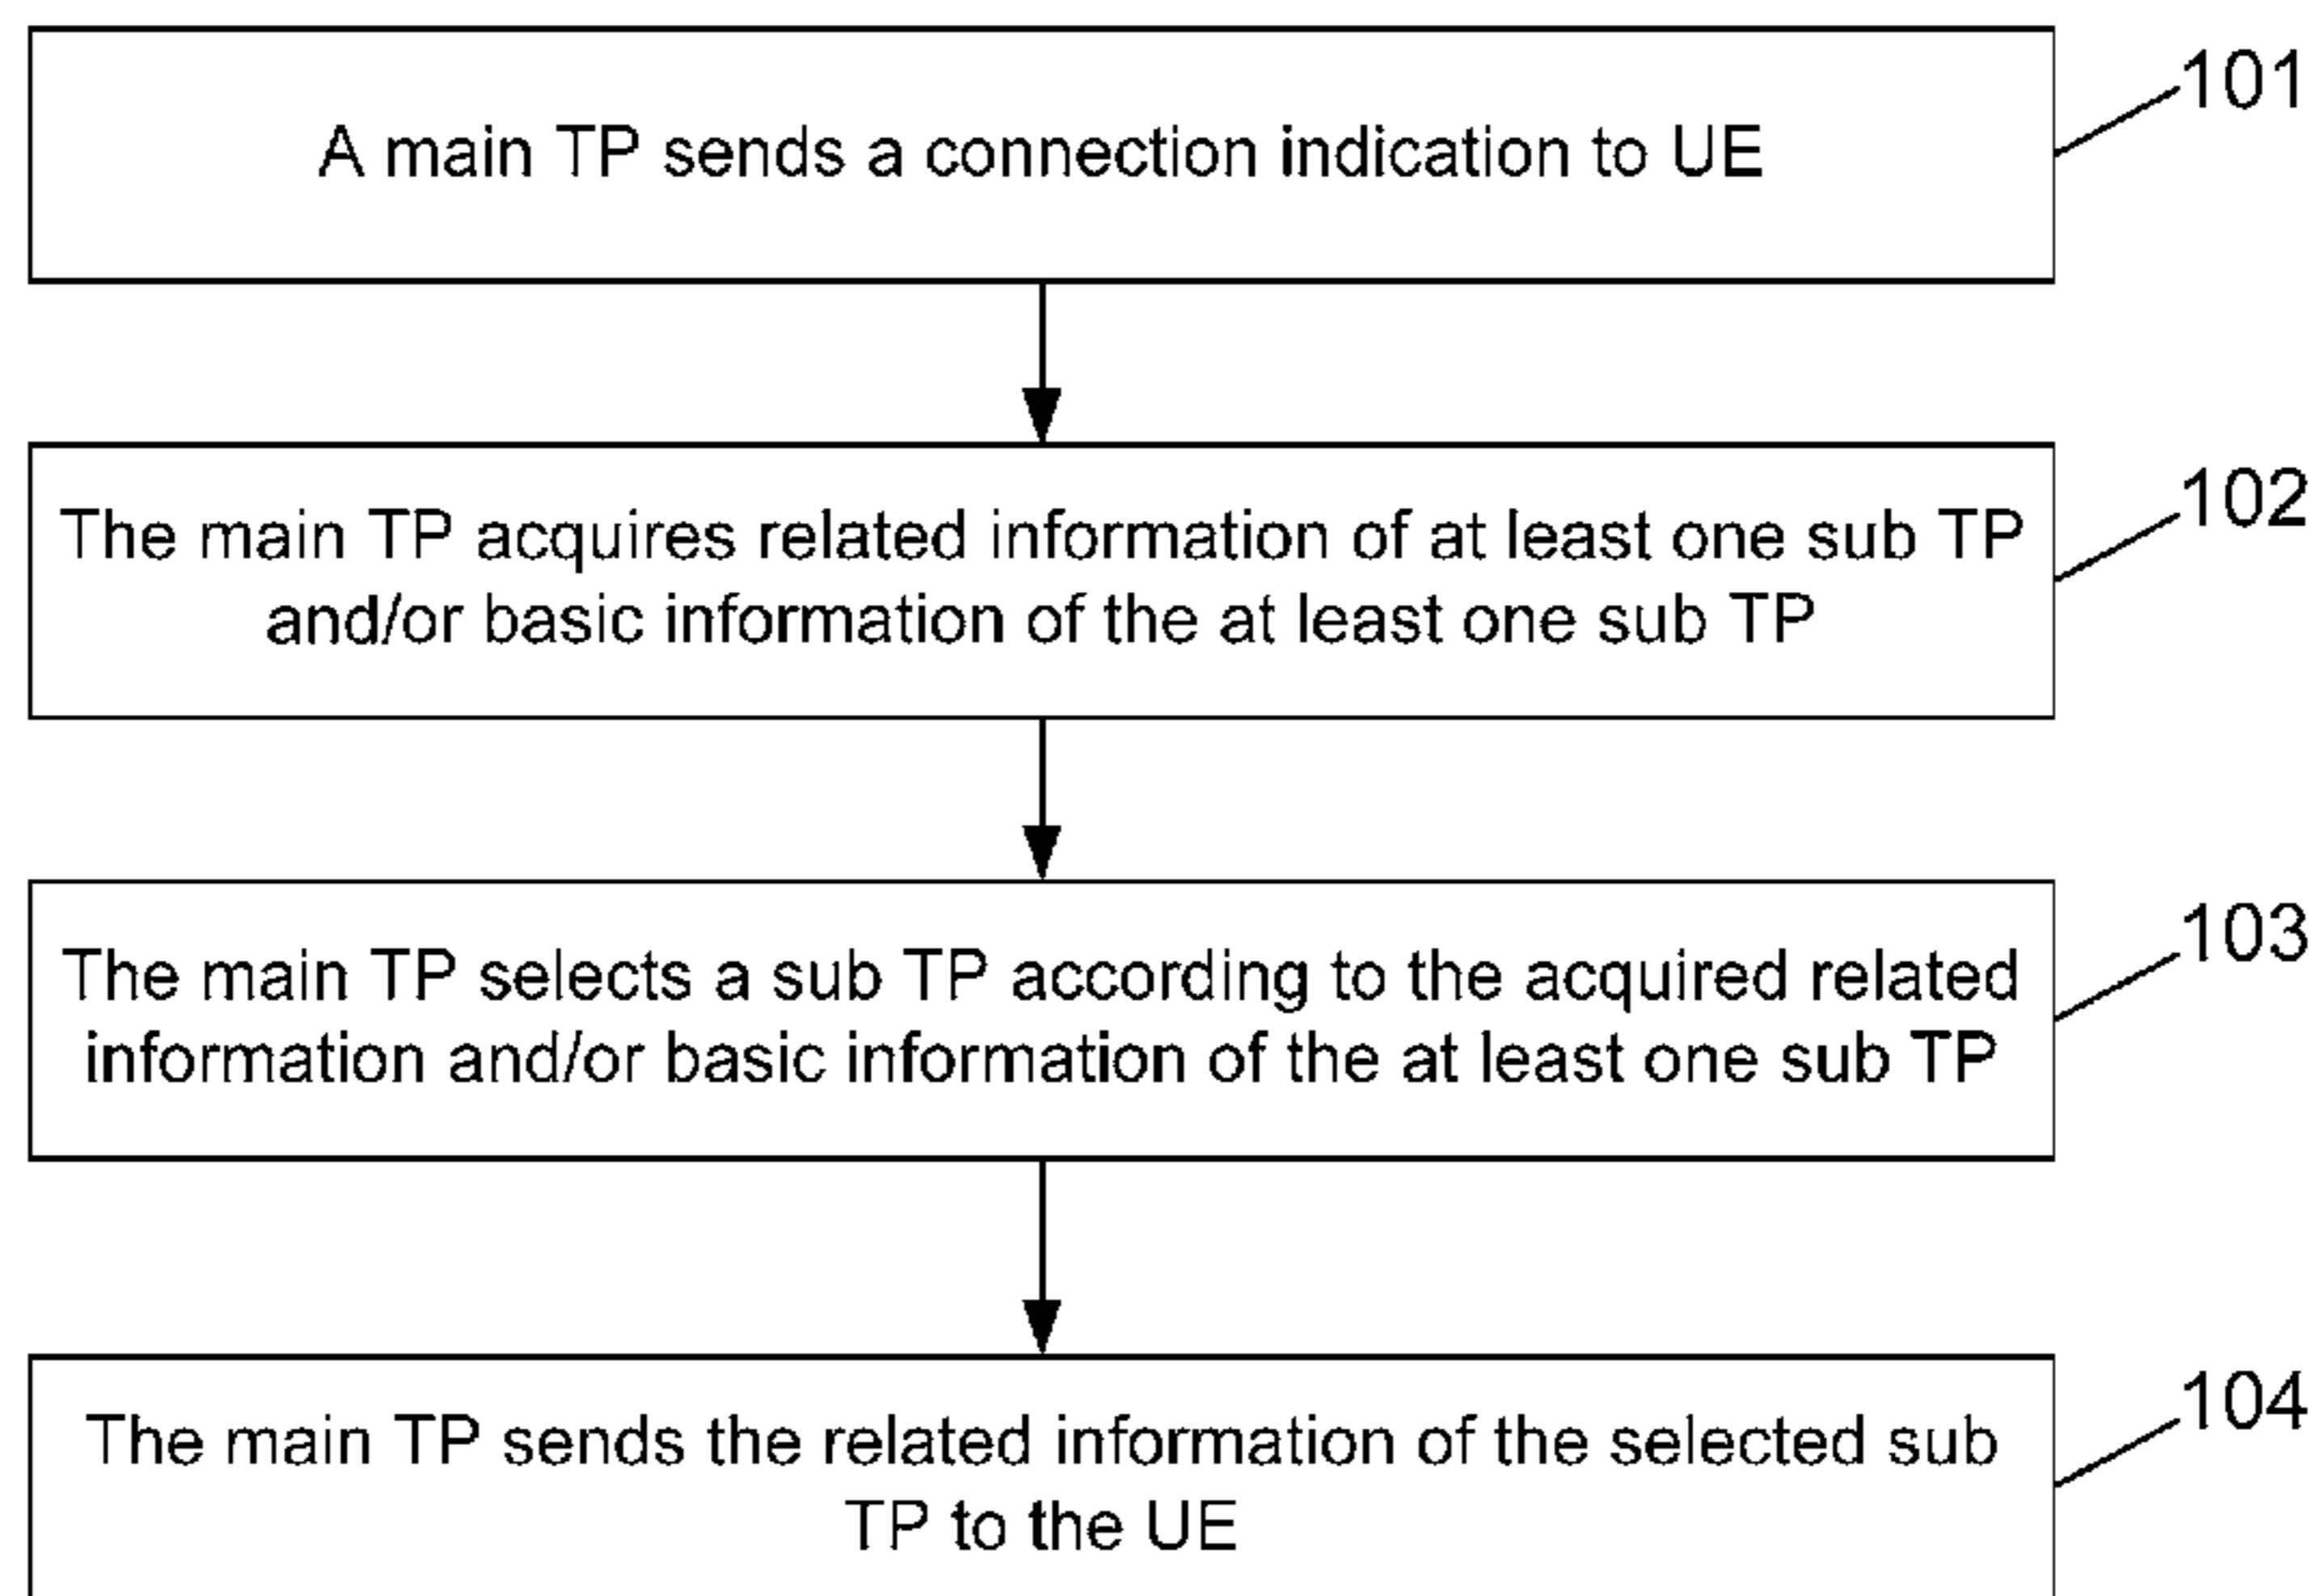 A main TP sends a connection indication to UE
101
The main TP acquires related information of at least one sub TP
and/or basic information of the at least one sub TP
102
The main TP selects a sub TP according to the acquired related
information and/or basic information of the at least one sub TP
103
The main TP sends the related information of the selected sub
TP to the UE
104